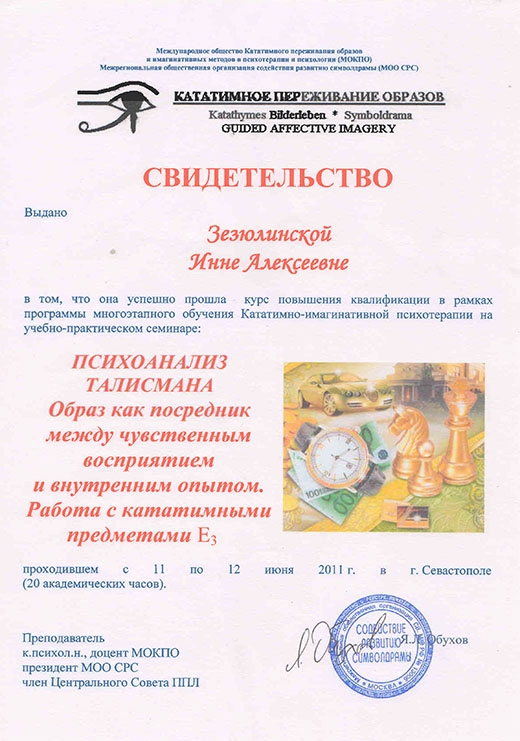 Международное общество Кататимного переживания образов
и имагинативных методов в психотерапии и психологии (МОКПО)
Межрегиональная общественная организация содействия развитию символдрамы (МОО СРС)
КАТАТИМНОЕ ПЕРЕЖИВАНИЕ ОБРАЗОВ
Katathymes Bilderleben * Symboldrama
GUIDED AFFECTIVE IMAGERY
СВИДЕТЕЛЬСТВО
Выдано
Зезюлинской
Инне Алексеевне
в том, что она успешно прошла курс повышения квалификации в рамках
программы многоэтапного обучения Кататимно-имагинативной психотерапии на
учебно-практическом семинаре:
ПСИХОАНАЛИЗ
ТАЛИСМАНА
Образ как посредник
между чувственным
восприятием
и внутренним опытом.
Работа с кататимными
предметами Е3
проходившем с 11 по 12 июня 2011 г. в г. Севастополе
(20 академических часов).
Преподаватель
к.психол.н., доцент МОКПО
президент МОО СРС
член Центрального Совета ППЛ
Я.Л. Обухов
СОДЕЙСТВИЕ
РАЗВИТИЮ
СИМВОЛДРАМЫ
МОСКВА